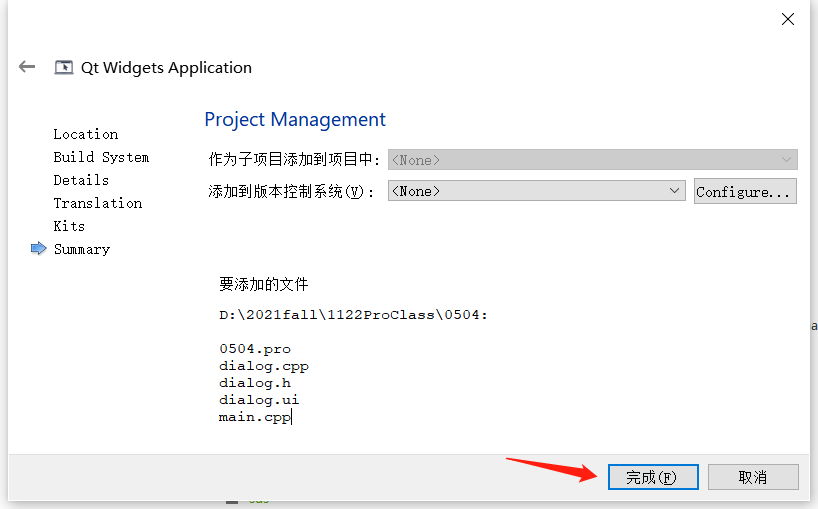 Qt Widgets Application
Project Management
Location
Build System
Details
Translation
Kits
Summary
作为子项目添加到项目中: <None>
添加到版本控制系统(V): <None> Configure...
要添加的文件
D:\2021fall\1122ProClass\0504:
0504.pro
dialog.cpp
dialog.h
dialog.ui
main.cpp
a
完成(F) 取消